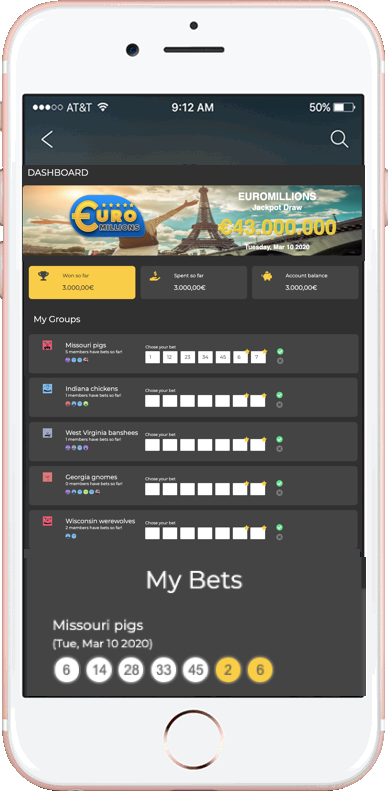 AT&T 9:12 AM 50%
DASHBOARD
EURO
MILLIONS
EUROMILLIONS
Jackpot Draw
€43.000.000
Tuesday, Mar 10 2020
Won so far
3.000,00€
Spent so far
3.000,00€
Account balance
3.000,00€
My Groups
Missouri pigs
5 members have bets so far!
Chose your bet
1 12 23 34 45 6 7
Indiana chickens
1 members have bets so far!
Chose your bet
West Virginia banshees
1 members have bets so far!
Chose your bet
Georgia gnomes
0 members have bets so far!
Chose your bet
Wisconsin werewolves
2 members have bets so far!
Chose your bet
My Bets
Missouri pigs
(Tue, Mar 10 2020)
6 14 28 33 45 2 6